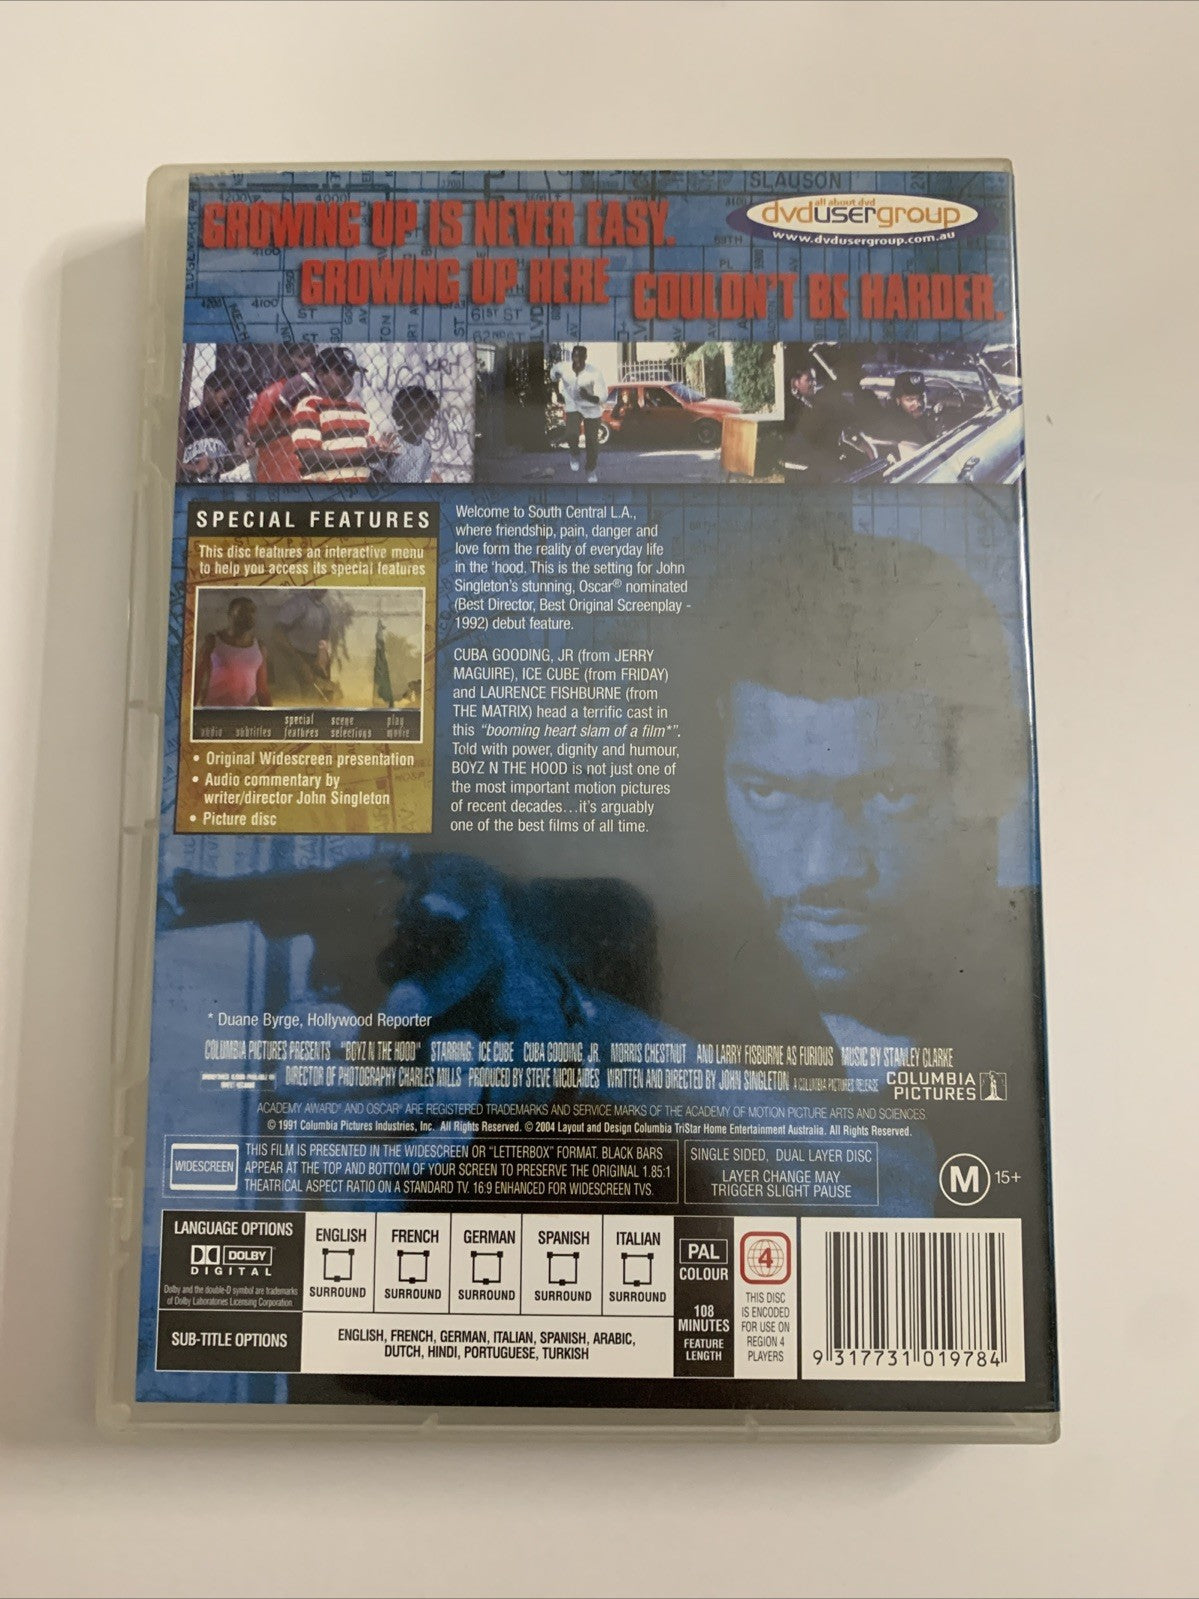 SLAUSON
all about dvd
dvdusergroup
www.dvdusergroup.com.au
GROWING UP IS NEVER EASY.
GROWING UP HERE COULDN'T BE HARDER.
SPECIAL FEATURES
This disc features an interactive menu
to help you access its special features
audio subtitles special features scene selections play movie
• Original Widescreen presentation
• Audio commentary by
writer/director John Singleton
• Picture disc
Welcome to South Central L.A.,
where friendship, pain, danger and
love form the reality of everyday life
in the 'hood. This is the setting for John
Singleton's stunning, Oscar® nominated
(Best Director, Best Original Screenplay -
1992) debut feature.
CUBA GOODING, JR (from JERRY
MAGUIRE), ICE CUBE (from FRIDAY)
and LAURENCE FISHBURNE (from
THE MATRIX) head a terrific cast in
this "booming heart slam of a film*".
Told with power, dignity and humour,
BOYZ N THE HOOD is not just one of
the most important motion pictures
of recent decades...it's arguably
one of the best films of all time.
* Duane Byrge, Hollywood Reporter
COLUMBIA PICTURES PRESENTS "BOYZ N THE HOOD" STARRING ICE CUBE CUBA GOODING, JR. MORRIS CHESTNUT AND LARRY FISBURNE AS FURIOUS MUSIC BY STANLEY CLARKE
DIRECTOR OF PHOTOGRAPHY CHARLES MILLS PRODUCED BY STEVE NICOLAIDES WRITTEN AND DIRECTED BY JOHN SINGLETON A COLUMBIA PICTURES RELEASE
COLUMBIA
PICTURES
ACADEMY AWARD® AND OSCAR® ARE REGISTERED TRADEMARKS AND SERVICE MARKS OF THE ACADEMY OF MOTION PICTURE ARTS AND SCIENCES.
© 1991 Columbia Pictures Industries, Inc. All Rights Reserved. © 2004 Layout and Design Columbia TriStar Home Entertainment Australia. All Rights Reserved.
WIDESCREEN
THIS FILM IS PRESENTED IN THE WIDESCREEN OR "LETTERBOX" FORMAT. BLACK BARS
APPEAR AT THE TOP AND BOTTOM OF YOUR SCREEN TO PRESERVE THE ORIGINAL 1.85:1
THEATRICAL ASPECT RATIO ON A STANDARD TV. 16:9 ENHANCED FOR WIDESCREEN TVS.
SINGLE SIDED, DUAL LAYER DISC
LAYER CHANGE MAY
TRIGGER SLIGHT PAUSE
M 15+
LANGUAGE OPTIONS
DOLBY
DIGITAL
Dolby and the double-D symbol are trademarks
of Dolby Laboratories Licensing Corporation.
ENGLISH FRENCH GERMAN SPANISH ITALIAN
SURROUND SURROUND SURROUND SURROUND SURROUND
SUB-TITLE OPTIONS
ENGLISH, FRENCH, GERMAN, ITALIAN, SPANISH, ARABIC,
DUTCH, HINDI, PORTUGUESE, TURKISH
PAL
COLOUR
108
MINUTES
FEATURE
LENGTH
4
THIS DISC
IS ENCODED
FOR USE ON
REGION 4
PLAYERS
9 317731 019784